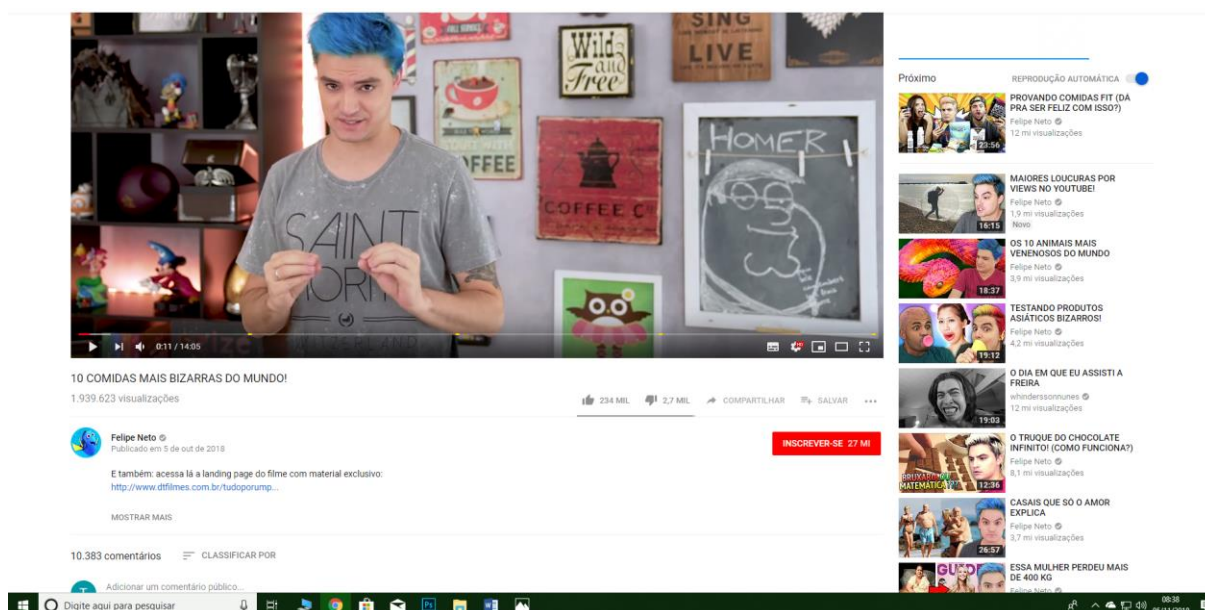 SING
LIVE
Wild
and
Free
START WITH
COFFEE
COFFEE Cº
HOMER
SAINT
0:11 / 14:05
10 COMIDAS MAIS BIZARRAS DO MUNDO!
1.939.623 visualizações
234 MIL 2,7 MIL COMPARTILHAR SALVAR
Felipe Neto
Publicado em 5 de out de 2018
INSCREVER-SE 27 MI
E também: acessa lá a landing page do filme com material exclusivo:
http://www.dtfilmes.com.br/tudoporump...
MOSTRAR MAIS
10.383 comentários CLASSIFICAR POR
T Adicionar um comentário público...
Próximo REPRODUÇÃO AUTOMÁTICA
PROVANDO COMIDAS FIT (DÁ
PRA SER FELIZ COM ISSO?)
Felipe Neto
12 mi visualizações
23:56
MAIORES LOUCURAS POR
VIEWS NO YOUTUBE!
Felipe Neto
1,9 mi visualizações
Novo
16:15
OS 10 ANIMAIS MAIS
VENENOSOS DO MUNDO
Felipe Neto
3,9 mi visualizações
18:37
TESTANDO PRODUTOS
ASIÁTICOS BIZARROS!
Felipe Neto
4,2 mi visualizações
19:12
O DIA EM QUE EU ASSISTI A
FREIRA
whinderssonnunes
12 mi visualizações
19:03
O TRUQUE DO CHOCOLATE
INFINITO! (COMO FUNCIONA?)
Felipe Neto
8,1 mi visualizações
BRUXARIA OU
MATEMÁTICA?
12:36
CASAIS QUE SÓ O AMOR
EXPLICA
Felipe Neto
3,7 mi visualizações
26:57
ESSA MULHER PERDEU MAIS
DE 400 KG
Felipe Neto
Digite aqui para pesquisar
08:38
05/11/2018